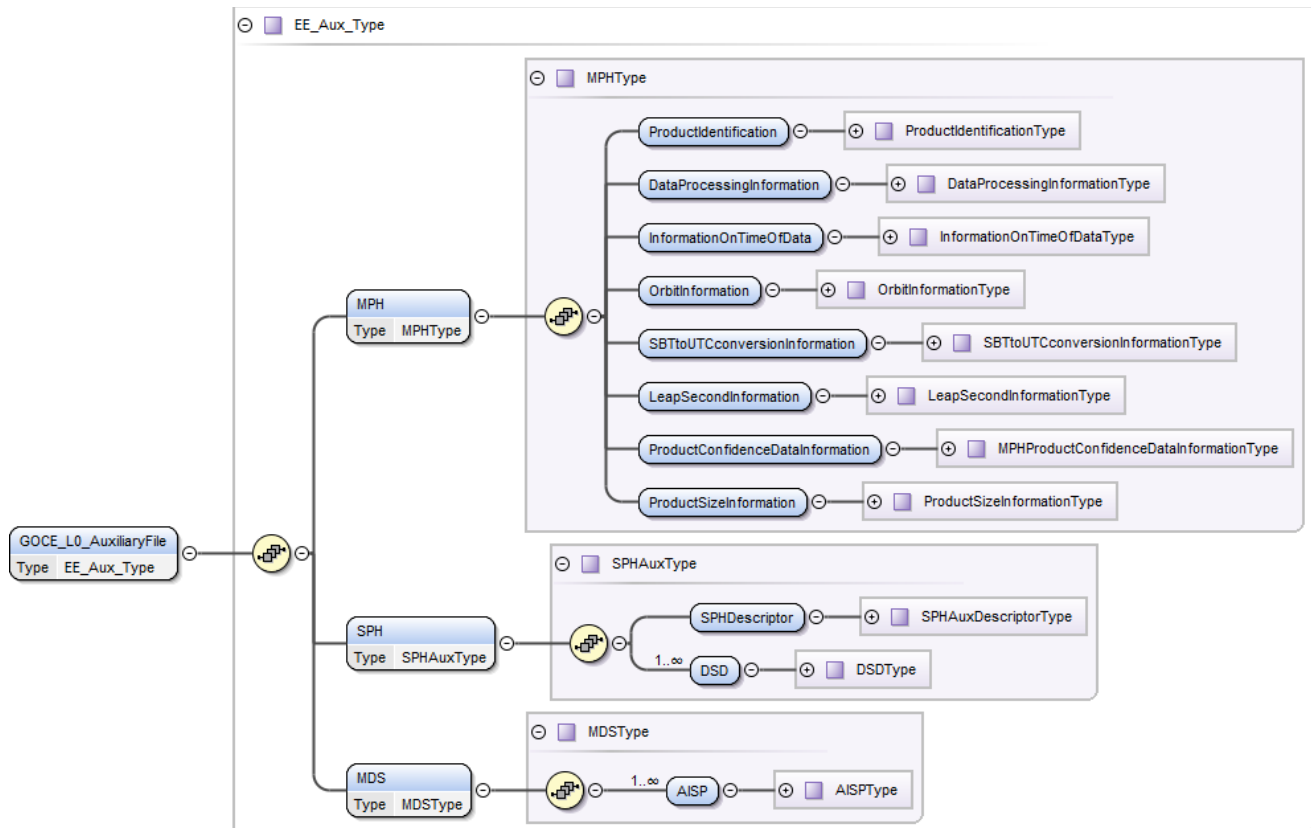 EE_Aux_Type
MPHType
ProductIdentification
ProductIdentificationType
DataProcessingInformation
DataProcessingInformationType
InformationOnTimeOfData
InformationOnTimeOfDataType
OrbitInformation
OrbitInformationType
MPH
Type MPHType
SBTtoUTCconversionInformation
SBTtoUTCconversionInformationType
LeapSecondInformation
LeapSecondInformationType
ProductConfidenceDataInformation
MPHProductConfidenceDataInformationType
ProductSizeInformation
ProductSizeInformationType
GOCE_L0_AuxiliaryFile
Type EE_Aux_Type
SPHAuxType
SPHDescriptor
SPHAuxDescriptorType
SPH
Type SPHAuxType
1..∞
DSD
DSDType
MDSType
MDS
Type MDSType
1..∞
AISP
AISPType